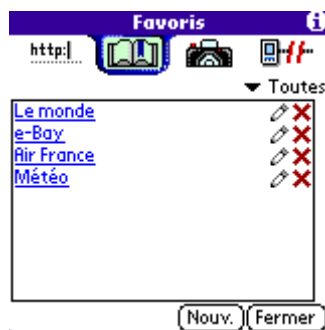 Favoris
http:
Toutes
Le monde
e-Bay
Air France
Météo
Nouv. Fermer